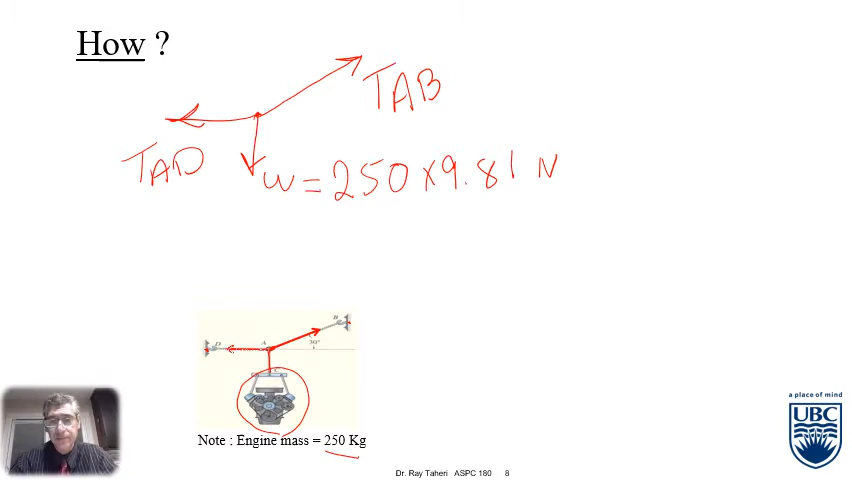 How ?
TAB
TAD
W = 250 × 9.81 N
D
A
B
30°
Note : Engine mass = 250 Kg
a place of mind
UBC
Dr. Ray Taheri ASPC 180 8